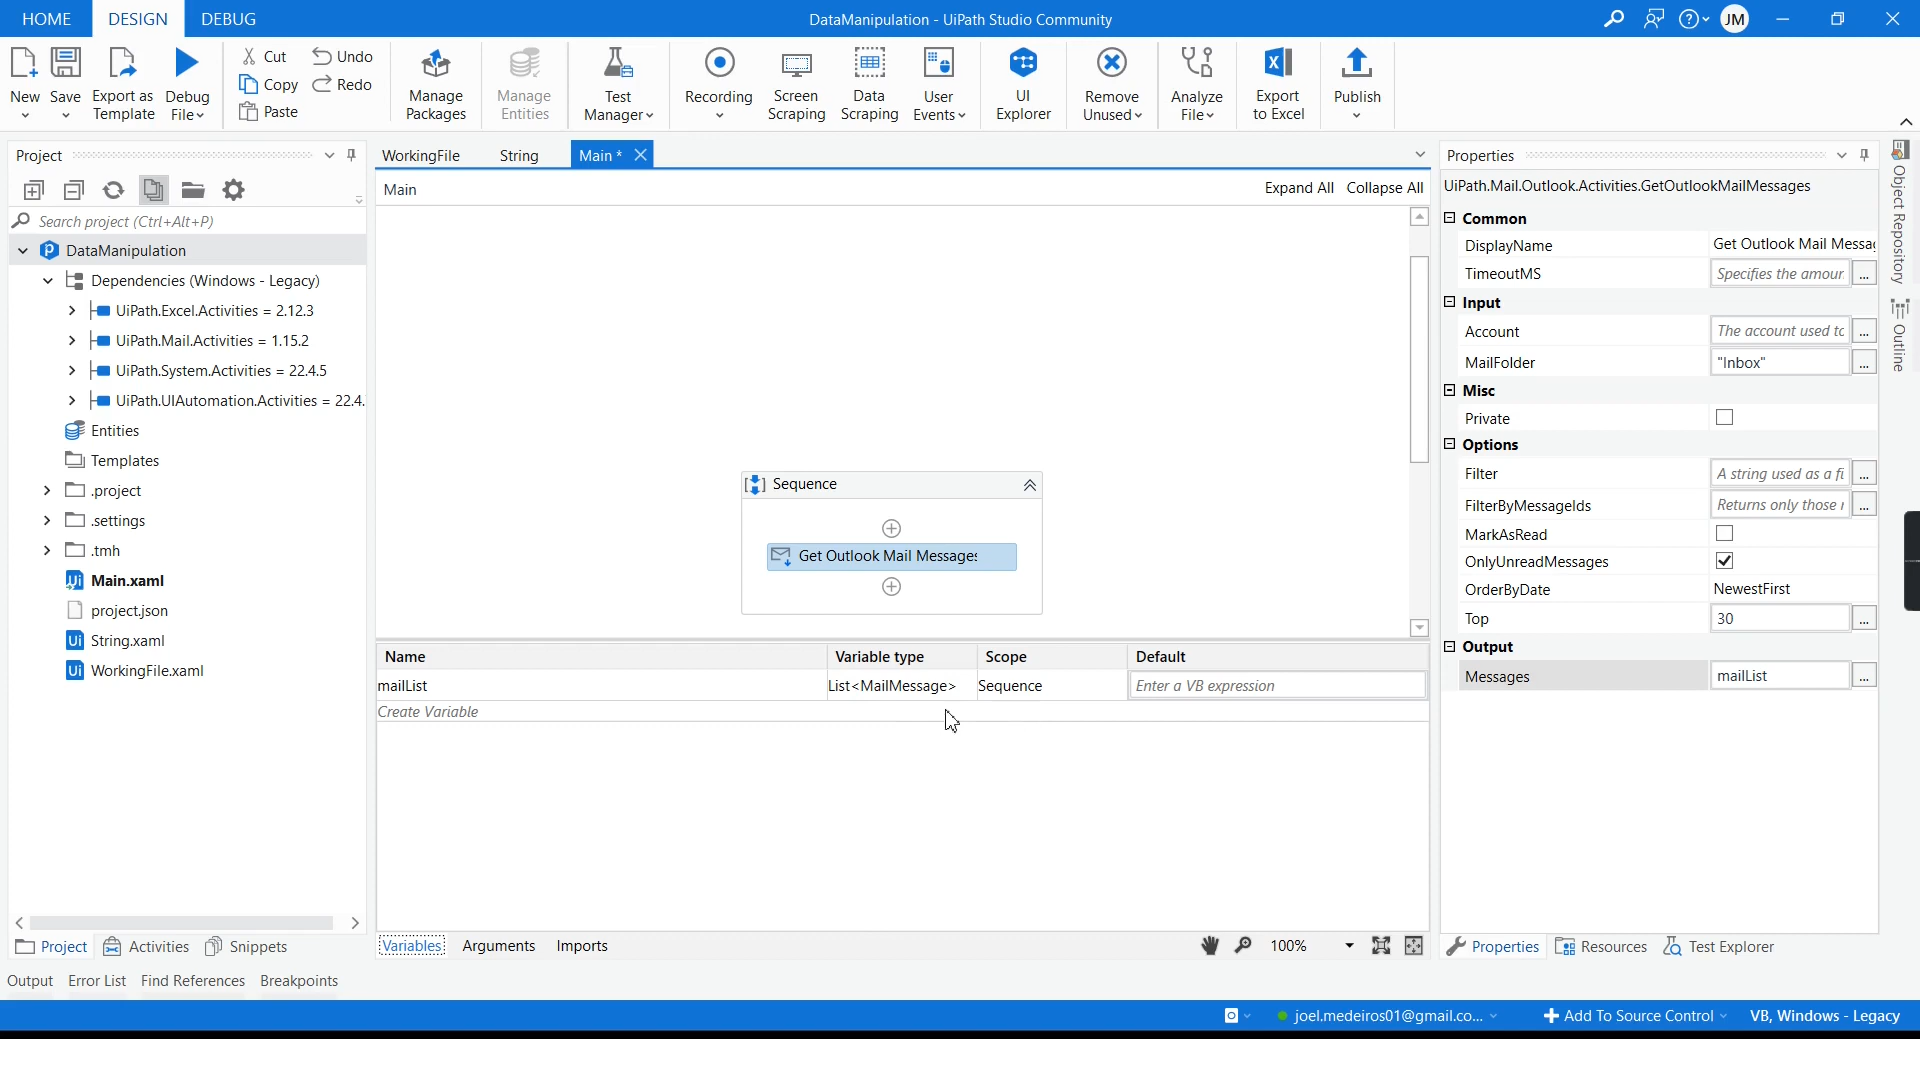 HOME DESIGN DEBUG DataManipulation - UiPath Studio Community JM
New Save Export as Template Debug File Cut Copy Paste Undo Redo Manage Packages Manage Entities Test Manager Recording Screen Scraping Data Scraping User Events UI Explorer Remove Unused Analyze File Export to Excel Publish
Project
Search project (Ctrl+Alt+P)
DataManipulation
Dependencies (Windows - Legacy)
UiPath.Excel.Activities = 2.12.3
UiPath.Mail.Activities = 1.15.2
UiPath.System.Activities = 22.4.5
UiPath.UIAutomation.Activities = 22.4.
Entities
Templates
.project
.settings
.tmh
Main.xaml
project.json
String.xaml
WorkingFile.xaml
Project Activities Snippets
WorkingFile String Main *
Main Expand All Collapse All
Sequence
Get Outlook Mail Messages
Name Variable type Scope Default
mailList List<MailMessage> Sequence Enter a VB expression
Create Variable
Variables Arguments Imports 100%
Properties
UiPath.Mail.Outlook.Activities.GetOutlookMailMessages
Common
DisplayName Get Outlook Mail Messag
TimeoutMS Specifies the amour ...
Input
Account The account used to ...
MailFolder "Inbox" ...
Misc
Private
Options
Filter A string used as a fi ...
FilterByMessageIds Returns only those r ...
MarkAsRead
OnlyUnreadMessages
OrderByDate NewestFirst
Top 30 ...
Output
Messages mailList ...
Properties Resources Test Explorer
Object Repository
Outline
Output Error List Find References Breakpoints
joel.medeiros01@gmail.co... Add To Source Control VB, Windows - Legacy